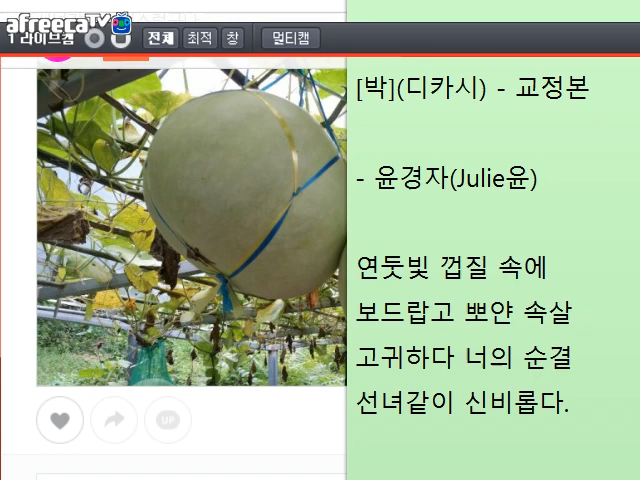 afreecaTV
1 라이브캠
전체
최적
창
멀티캠
UP
[박](디카시) - 교정본
- 윤경자(Julie윤)
연둣빛 껍질 속에
보드랍고 뽀얀 속살
고귀하다 너의 순결
선녀같이 신비롭다.